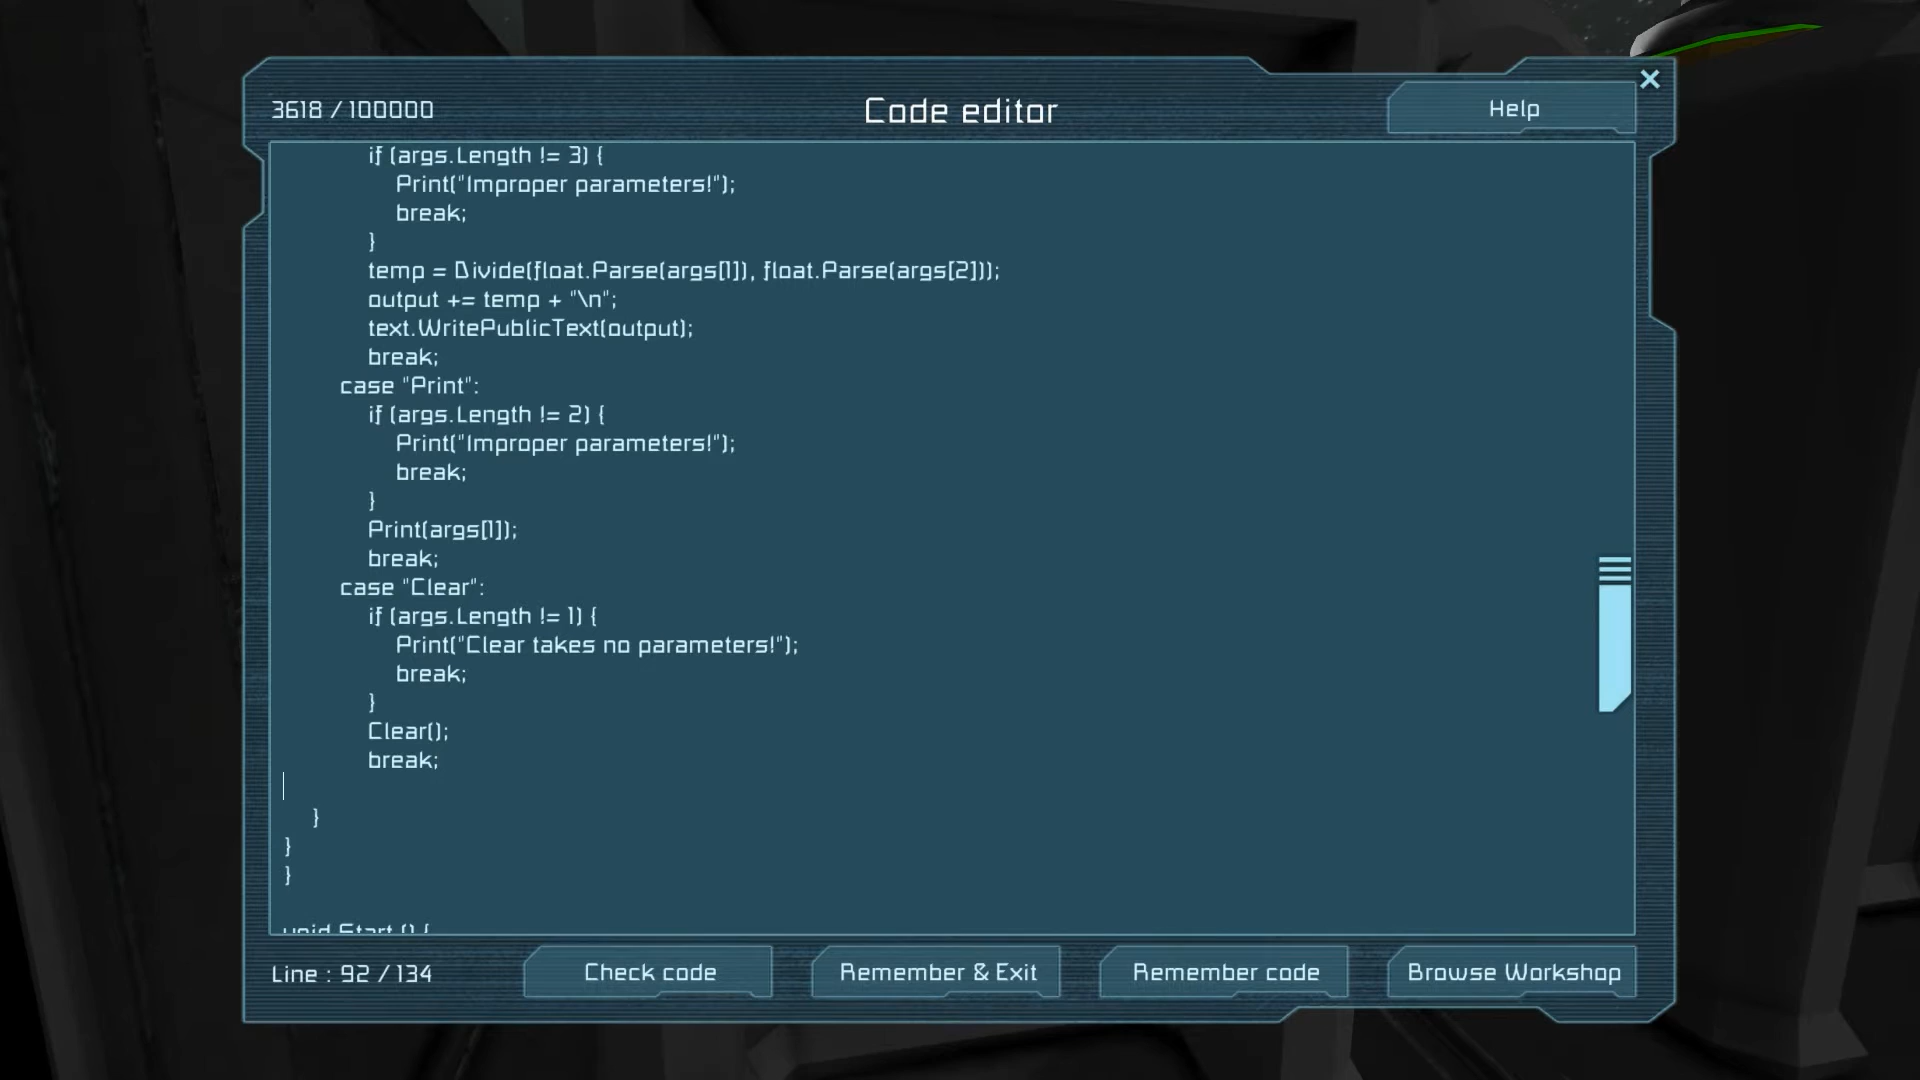 3618 / 100000
Code editor
Help
if (args.Length != 3) {
Print("Improper parameters!");
break;
}
temp = Divide(float.Parse(args[1]), float.Parse(args[2]));
output += temp + "\n";
text.WritePublicText(output);
break;
case "Print":
if (args.Length != 2) {
Print("Improper parameters!");
break;
}
Print(args[1]);
break;
case "Clear":
if (args.Length != 1) {
Print("Clear takes no parameters!");
break;
}
Clear();
break;
}
}
}
void Start () {
Line : 92 / 134
Check code
Remember & Exit
Remember code
Browse Workshop